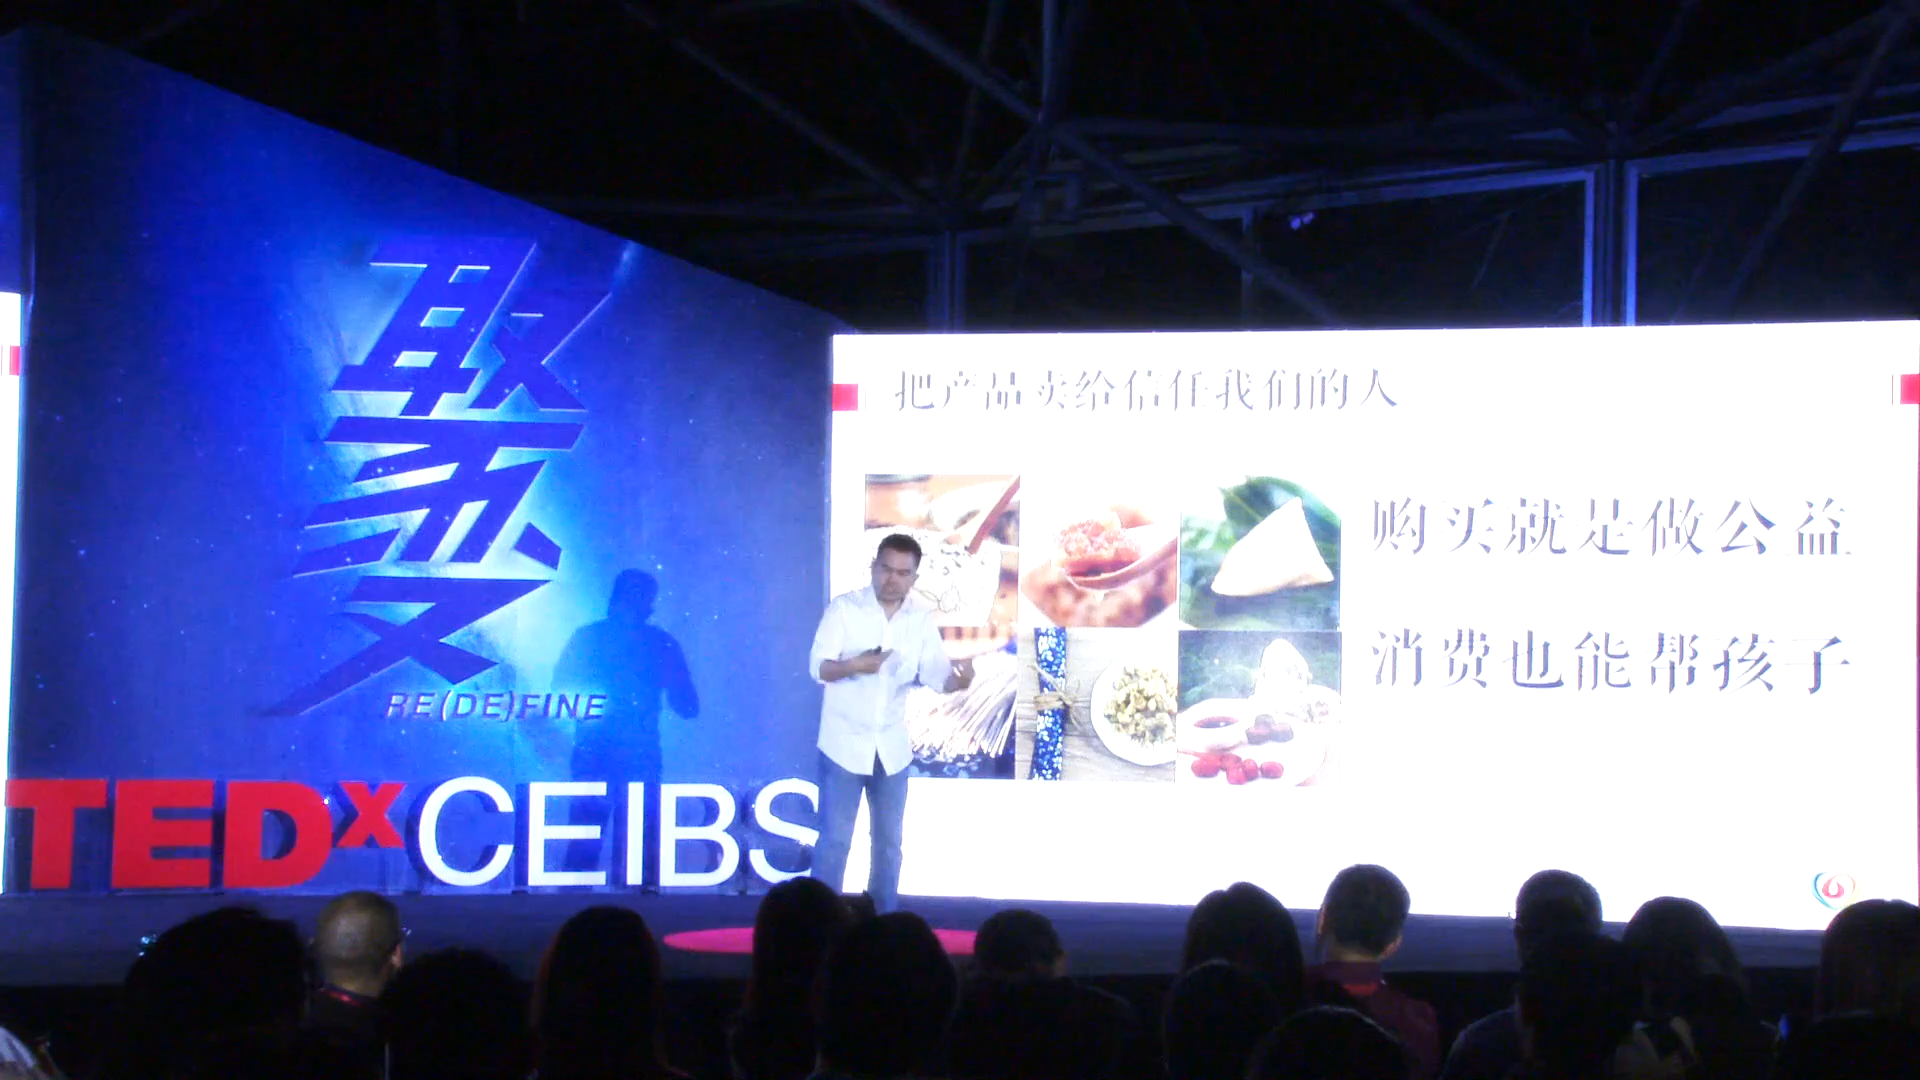 聚变
RE(DE)FINE
TEDxCEIBS
把产品卖给信任我们的人
购买就是做公益
消费也能帮孩子